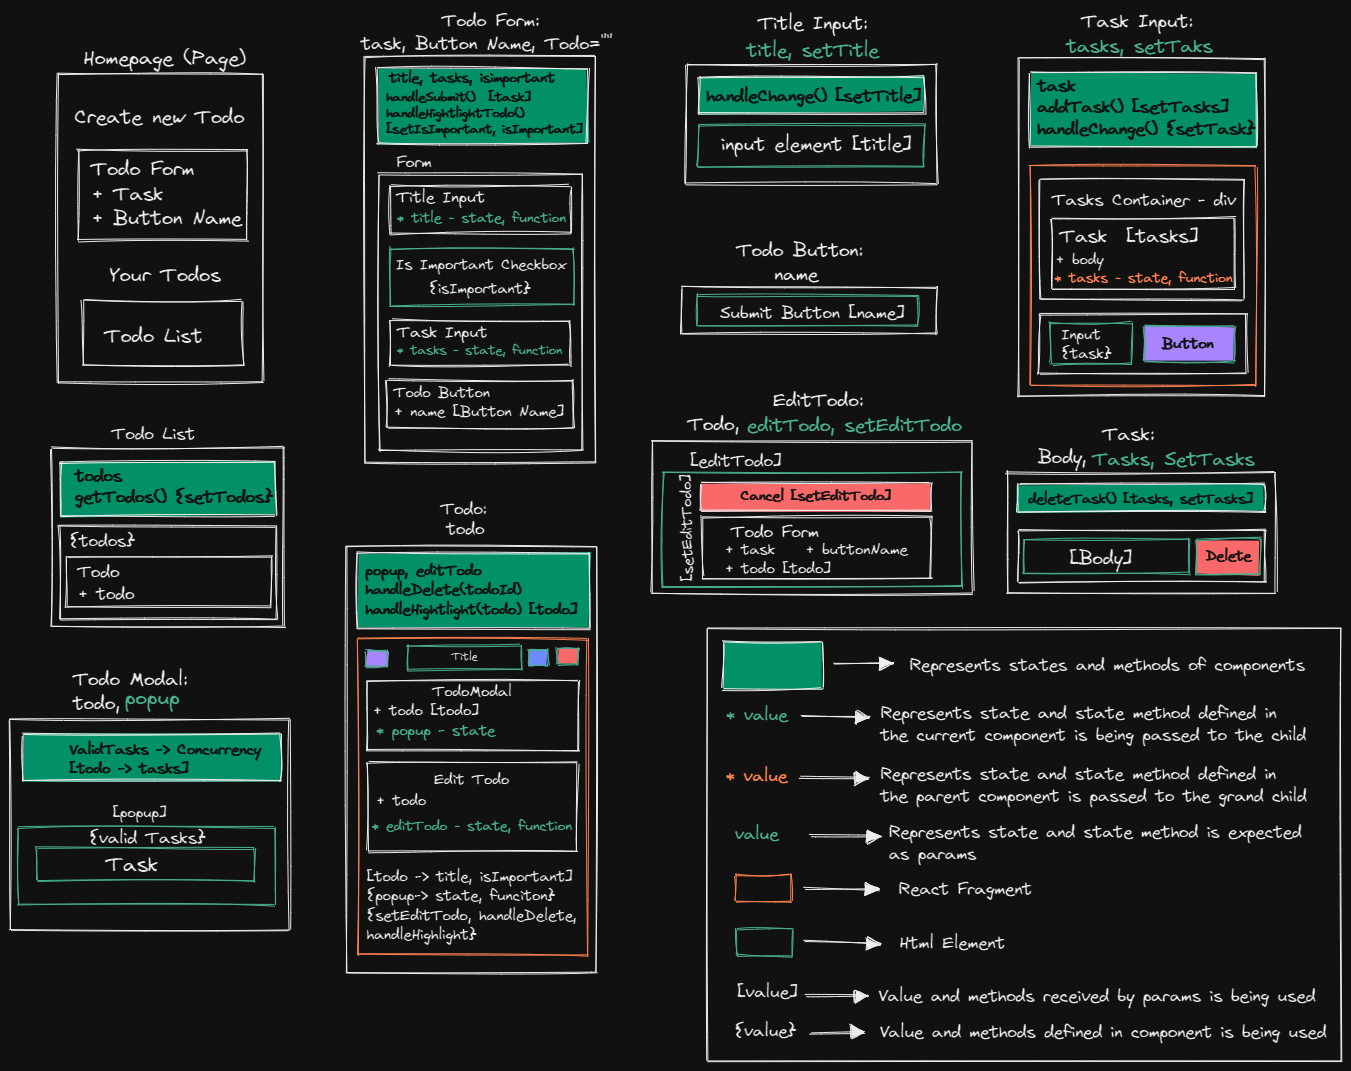 Homepage (Page)
Create new Todo
Todo Form
+ Task
+ Button Name
Your Todos
Todo List
Todo List
todos
getTodos() {setTodos}
{todos}
Todo
+ todo
Todo Modal:
todo, popup
ValidTasks -> Concurrency
[todo -> tasks]
[popup]
{valid Tasks}
Task
Todo Form:
task, Button Name, Todo=""
title, tasks, isimportant
handleSubmit() [task]
handleHightlightTodo()
[setIsImportant, isImportant]
Form
Title Input
* title - state, function
Is Important Checkbox
{isImportant}
Task Input
* tasks - state, function
Todo Button
+ name [Button Name]
Todo:
todo
popup, editTodo
handleDelete(todoId)
handleHightlight(todo) [todo]
Title
TodoModal
+ todo [todo]
* popup - state
Edit Todo
+ todo
* editTodo - state, function
[todo -> title, isImportant]
{popup-> state, funciton}
{setEditTodo, handleDelete,
handleHighlight}
Title Input:
title, setTitle
handleChange() [setTitle]
input element [title]
Todo Button:
name
Submit Button [name]
EditTodo:
Todo, editTodo, setEditTodo
[editTodo]
[setEditTodo]
Cancel [setEditTodo]
Todo Form
+ task + buttonName
+ todo [todo]
Task Input:
tasks, setTaks
task
addTask() [setTasks]
handleChange() {setTask}
Tasks Container - div
Task [tasks]
+ body
* tasks - state, function
Input
{task}
Button
Task:
Body, Tasks, SetTasks
deleteTask() [tasks, setTasks]
[Body]
Delete
Represents states and methods of components
* value
Represents state and state method defined in
the current component is being passed to the child
* value
Represents state and state method defined in
the parent component is passed to the grand child
value
Represents state and state method is expected
as params
React Fragment
Html Element
[value]
Value and methods received by params is being used
{value}
Value and methods defined in component is being used